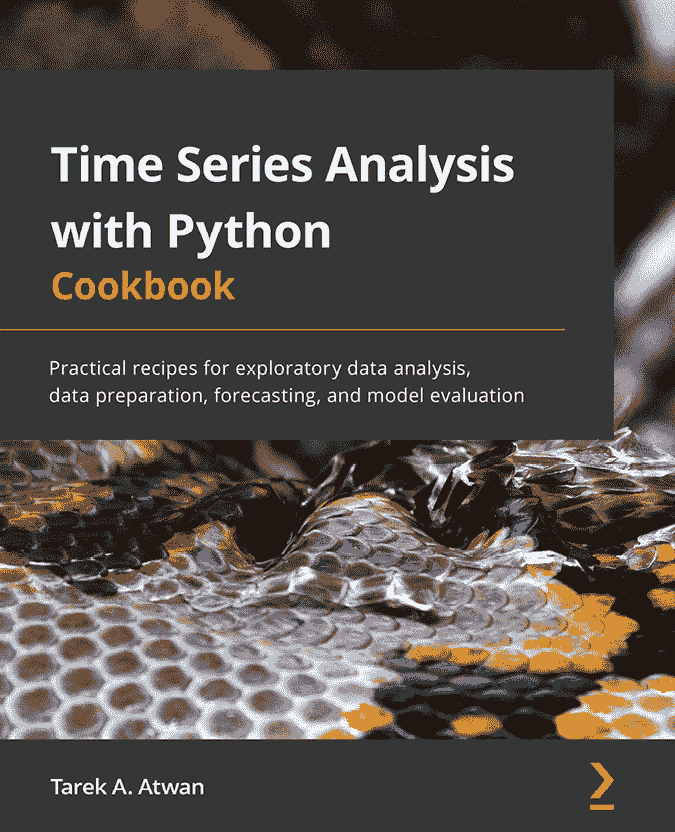 Time Series Analysis
with Python
Cookbook
Practical recipes for exploratory data analysis,
data preparation, forecasting, and model evaluation
Tarek A. Atwan